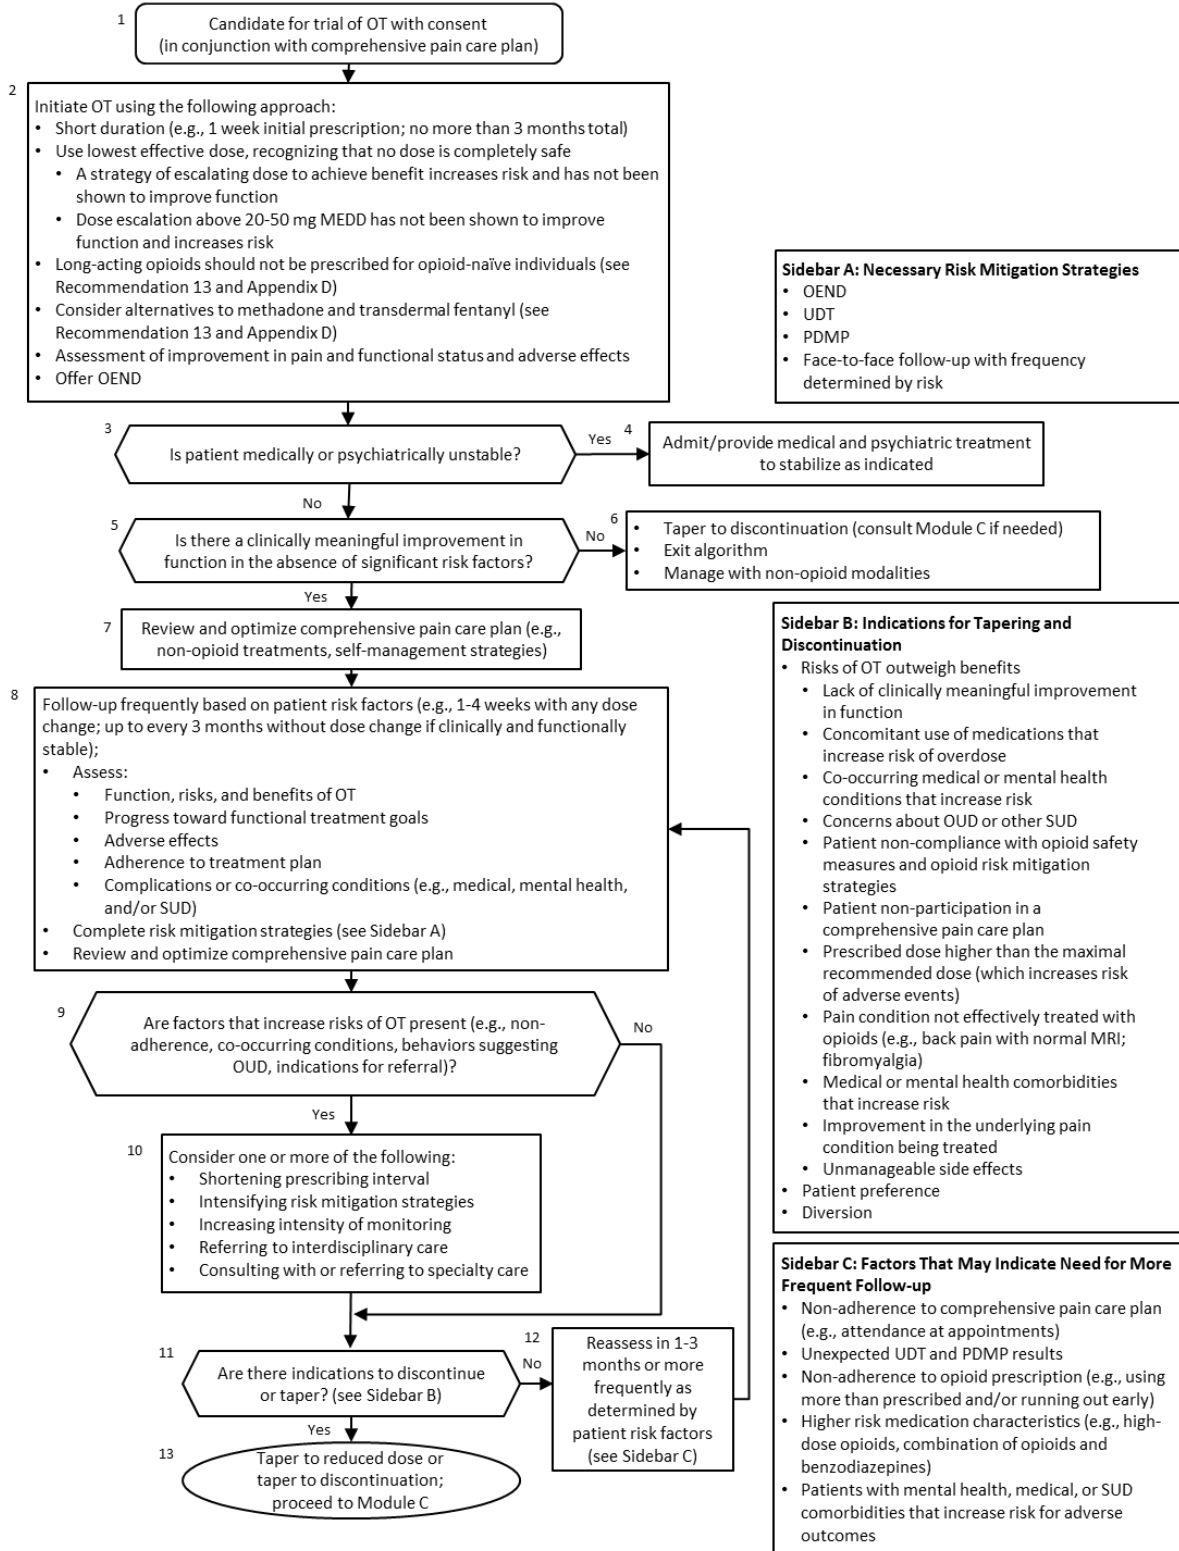 1
Candidate for trial of OT with consent
(in conjunction with comprehensive pain care plan)
2
Initiate OT using the following approach:
• Short duration (e.g., 1 week initial prescription; no more than 3 months total)
• Use lowest effective dose, recognizing that no dose is completely safe
• A strategy of escalating dose to achieve benefit increases risk and has not been
shown to improve function
• Dose escalation above 20-50 mg MEDD has not been shown to improve
function and increases risk
• Long-acting opioids should not be prescribed for opioid-naïve individuals (see
Recommendation 13 and Appendix D)
• Consider alternatives to methadone and transdermal fentanyl (see
Recommendation 13 and Appendix D)
• Assessment of improvement in pain and functional status and adverse effects
• Offer OEND
Sidebar A: Necessary Risk Mitigation Strategies
• OEND
• UDT
• PDMP
• Face-to-face follow-up with frequency
determined by risk
3
Is patient medically or psychiatrically unstable?
Yes
4
Admit/provide medical and psychiatric treatment
to stabilize as indicated
No
5
Is there a clinically meaningful improvement in
function in the absence of significant risk factors?
No
6
• Taper to discontinuation (consult Module C if needed)
• Exit algorithm
• Manage with non-opioid modalities
Yes
7
Review and optimize comprehensive pain care plan (e.g.,
non-opioid treatments, self-management strategies)
8
Follow-up frequently based on patient risk factors (e.g., 1-4 weeks with any dose
change; up to every 3 months without dose change if clinically and functionally
stable);
• Assess:
• Function, risks, and benefits of OT
• Progress toward functional treatment goals
• Adverse effects
• Adherence to treatment plan
• Complications or co-occurring conditions (e.g., medical, mental health,
and/or SUD)
• Complete risk mitigation strategies (see Sidebar A)
• Review and optimize comprehensive pain care plan
Sidebar B: Indications for Tapering and
Discontinuation
• Risks of OT outweigh benefits
• Lack of clinically meaningful improvement
in function
• Concomitant use of medications that
increase risk of overdose
• Co-occurring medical or mental health
conditions that increase risk
• Concerns about OUD or other SUD
• Patient non-compliance with opioid safety
measures and opioid risk mitigation
strategies
• Patient non-participation in a
comprehensive pain care plan
• Prescribed dose higher than the maximal
recommended dose (which increases risk
of adverse events)
• Pain condition not effectively treated with
opioids (e.g., back pain with normal MRI;
fibromyalgia)
• Medical or mental health comorbidities
that increase risk
• Improvement in the underlying pain
condition being treated
• Unmanageable side effects
• Patient preference
• Diversion
9
Are factors that increase risks of OT present (e.g., non-
adherence, co-occurring conditions, behaviors suggesting
OUD, indications for referral)?
No
Yes
10
Consider one or more of the following:
• Shortening prescribing interval
• Intensifying risk mitigation strategies
• Increasing intensity of monitoring
• Referring to interdisciplinary care
• Consulting with or referring to specialty care
11
Are there indications to discontinue
or taper? (see Sidebar B)
No
12
Reassess in 1-3
months or more
frequently as
determined by
patient risk factors
(see Sidebar C)
Yes
13
Taper to reduced dose or
taper to discontinuation;
proceed to Module C
Sidebar C: Factors That May Indicate Need for More
Frequent Follow-up
• Non-adherence to comprehensive pain care plan
(e.g., attendance at appointments)
• Unexpected UDT and PDMP results
• Non-adherence to opioid prescription (e.g., using
more than prescribed and/or running out early)
• Higher risk medication characteristics (e.g., high-
dose opioids, combination of opioids and
benzodiazepines)
• Patients with mental health, medical, or SUD
comorbidities that increase risk for adverse
outcomes